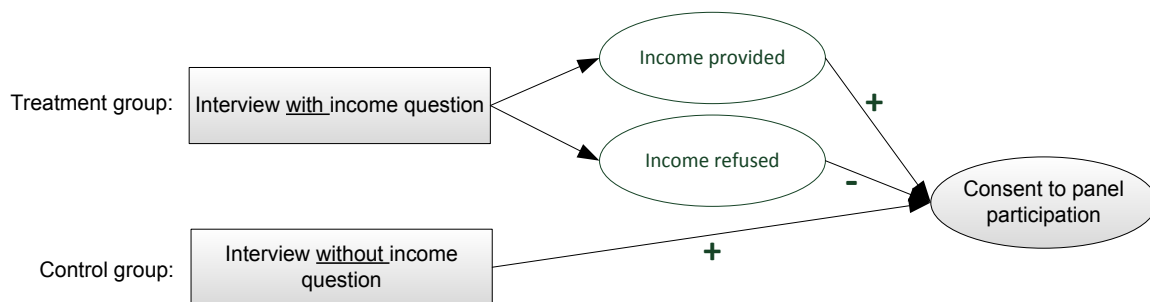 Income provided
Treatment group:
Interview with income question
+
Income refused
-
Consent to panel
participation
Control group:
Interview without income
question
+